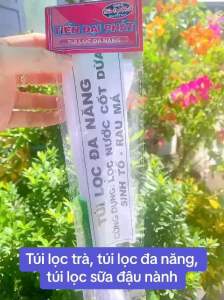 TIẾN ĐẠI PHÁT
TÚI LỌC ĐA NĂNG
TÚI LỌC ĐA NĂNG
CÔNG DỤNG: LỌC NƯỚC CỐT DỪA
SINH TỐ - RAU MÁ
Túi lọc trà, túi lọc đa năng,
túi lọc sữa đậu nành